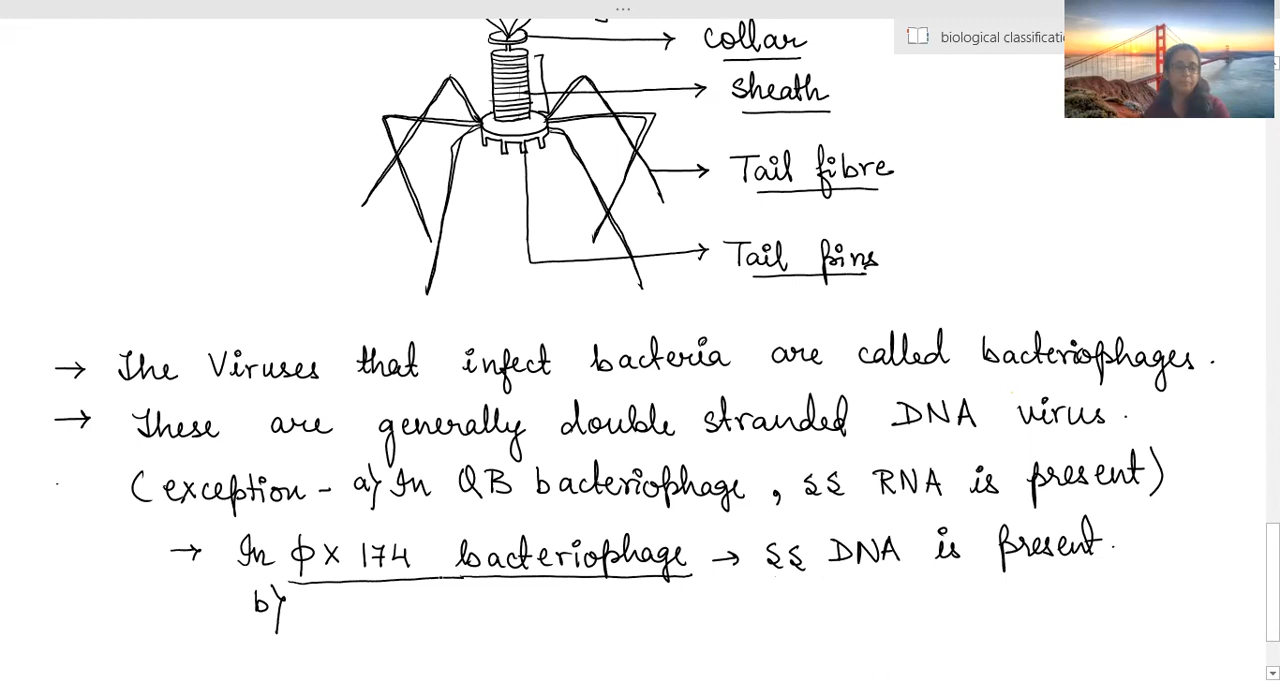 biological classificati
collar
sheath
Tail fibre
Tail pins
→ The Viruses that infect bacteria are called bacteriophages.
→ These are generally double stranded DNA virus.
(exception - a) In QB bacteriophage, SS RNA is present)
→ In φ X 174 bacteriophage → SS DNA is present.
b)